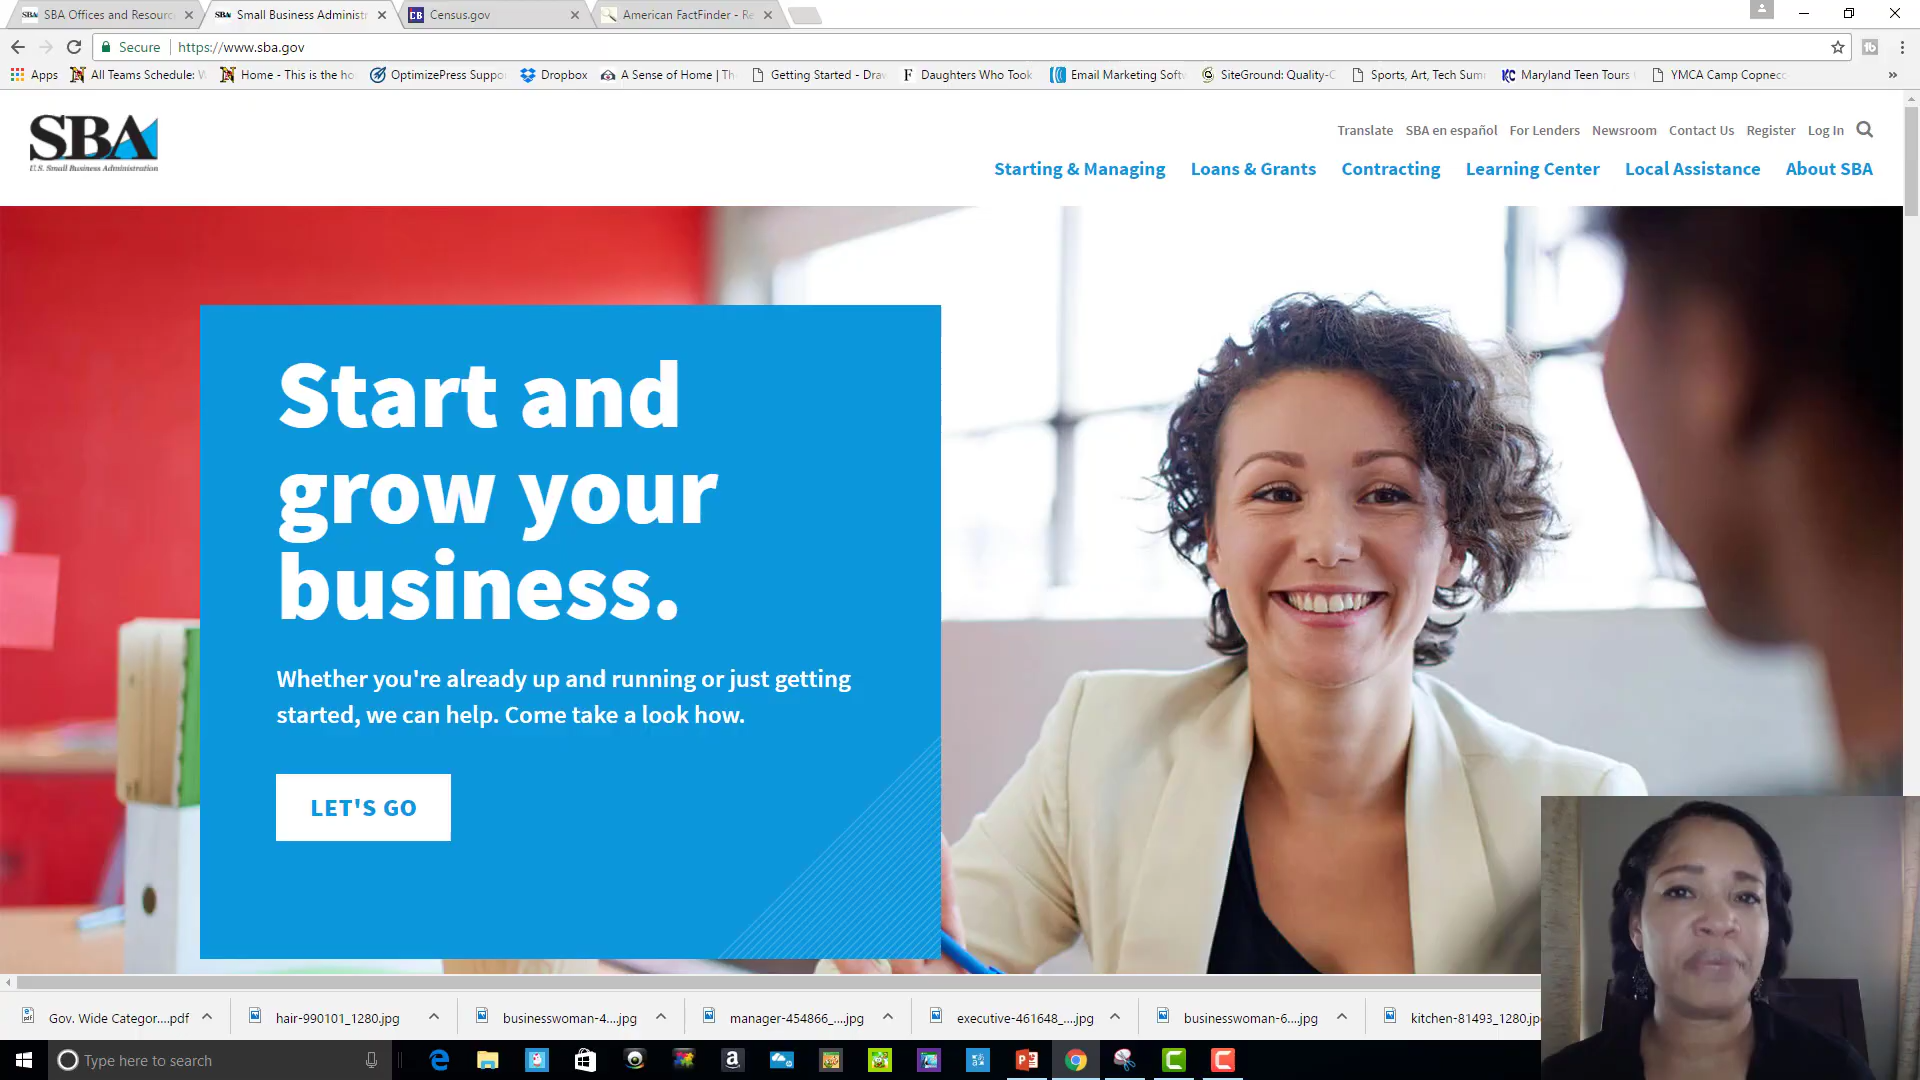 SBA Offices and Resourc
Small Business Administr
Census.gov
American FactFinder - Re
Secure
https://www.sba.gov
Apps
All Teams Schedule: W
Home - This is the ho
OptimizePress Suppo
Dropbox
A Sense of Home | Th
Getting Started - Draw
Daughters Who Took
Email Marketing Softw
SiteGround: Quality-C
Sports, Art, Tech Sum
Maryland Teen Tours
YMCA Camp Copnec
SBA
U.S. Small Business Administration
Translate
SBA en español
For Lenders
Newsroom
Contact Us
Register
Log In
Starting & Managing
Loans & Grants
Contracting
Learning Center
Local Assistance
About SBA
Start and
grow your
business.
Whether you're already up and running or just getting
started, we can help. Come take a look how.
LET'S GO
Gov. Wide Categor....pdf
hair-990101_1280.jpg
businesswoman-4....jpg
manager-454866_....jpg
executive-461648_....jpg
businesswoman-6....jpg
kitchen-81493_1280.jp
Type here to search